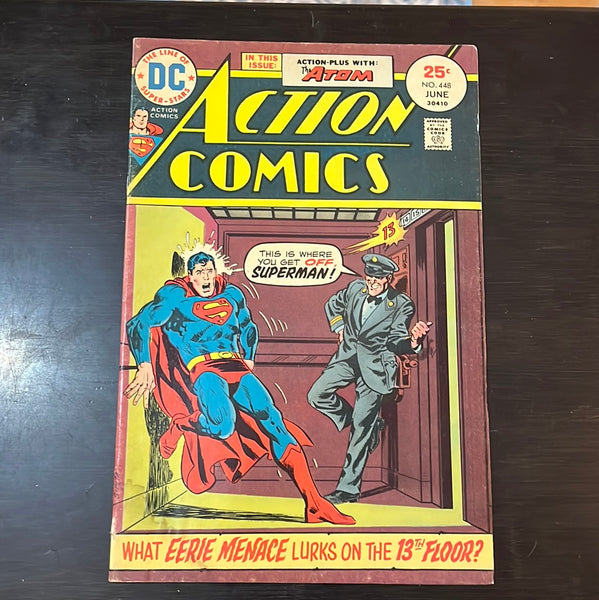 THE LINE OF
DC
SUPER-STARS
ACTION
COMICS
IN THIS
ISSUE:
ACTION-PLUS WITH:
The ATOM
25¢
NO. 448
JUNE
30410
APPROVED
BY THE
COMICS
CODE
AUTHORITY
ACTION
COMICS
13
THIS IS WHERE
YOU GET OFF,
SUPERMAN!
WHAT EERIE MENACE LURKS ON THE 13TH FLOOR?